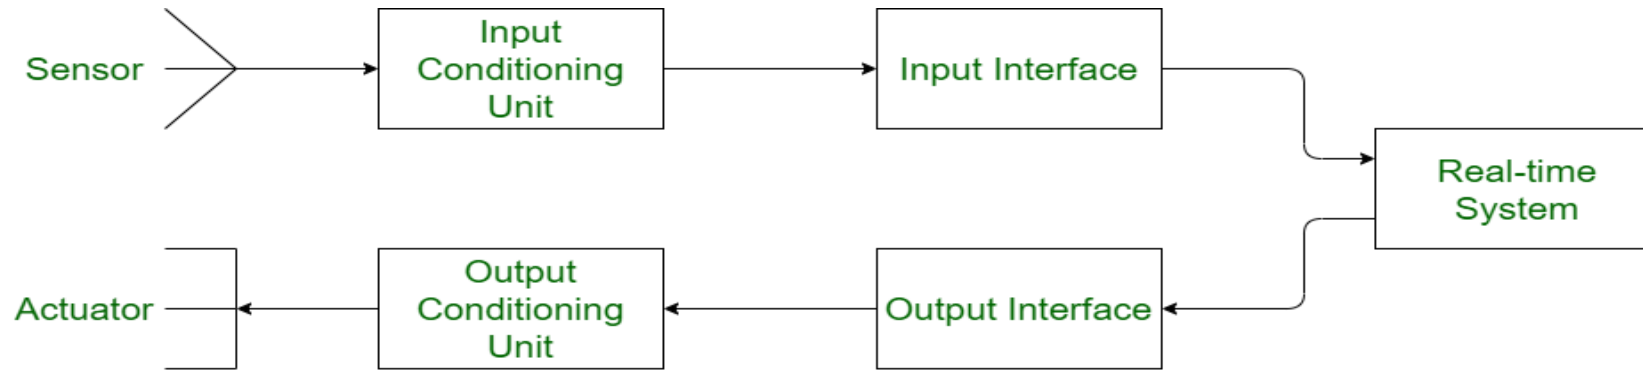 Sensor
Input
Conditioning
Unit
Input Interface
Real-time
System
Actuator
Output
Conditioning
Unit
Output Interface